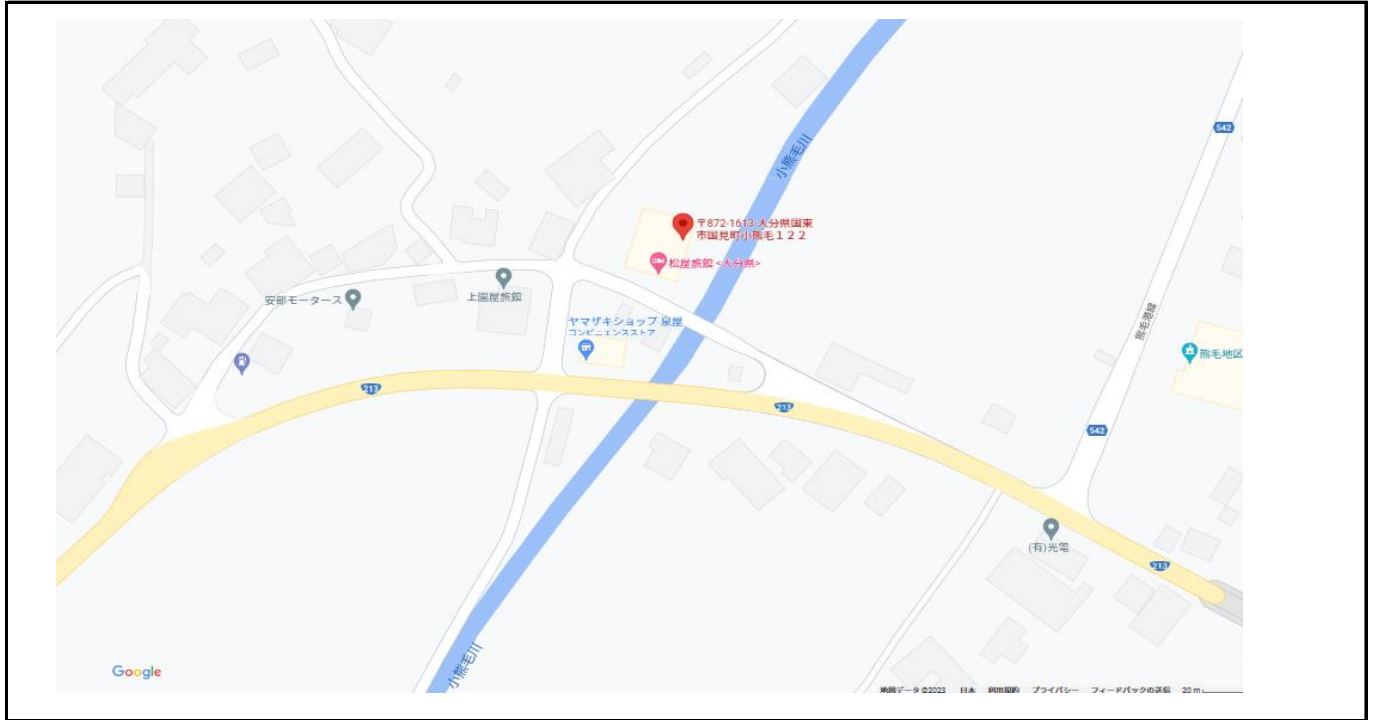 542
小熊毛川
〒872-1613 大分県国東
市国見町小熊毛１２２
松屋旅館 <大分県>
安部モータース
上園屋旅館
ヤマザキショップ 泉屋
コンビニエンスストア
熊毛港線
熊毛地区
213
213
542
(有)光電
213
小熊毛川
Google
地図データ ©2023 日本 利用規約 プライバシー フィードバックの送信 20 m